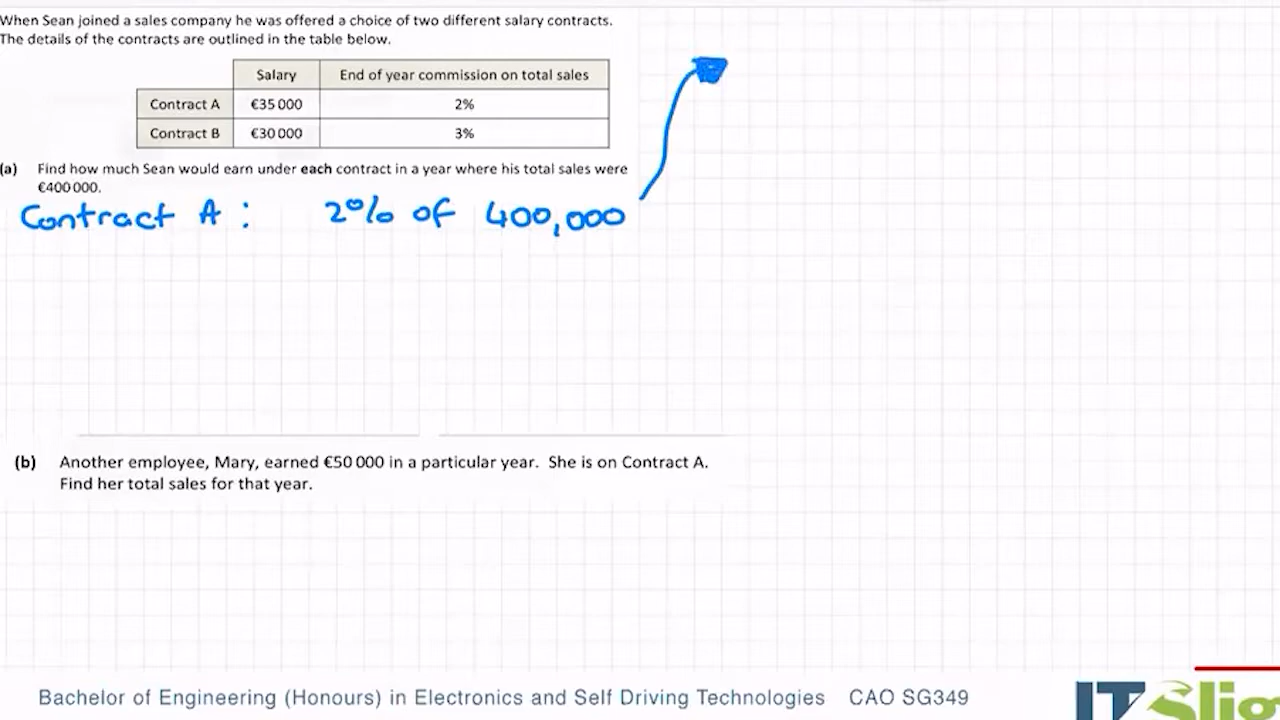 When Sean joined a sales company he was offered a choice of two different salary contracts.
The details of the contracts are outlined in the table below.
Salary End of year commission on total sales
Contract A €35 000 2%
Contract B €30 000 3%
(a) Find how much Sean would earn under each contract in a year where his total sales were
€400 000.
Contract A : 2% of 400,000
(b) Another employee, Mary, earned €50 000 in a particular year. She is on Contract A.
Find her total sales for that year.
Bachelor of Engineering (Honours) in Electronics and Self Driving Technologies CAO SG349
IT Sligo